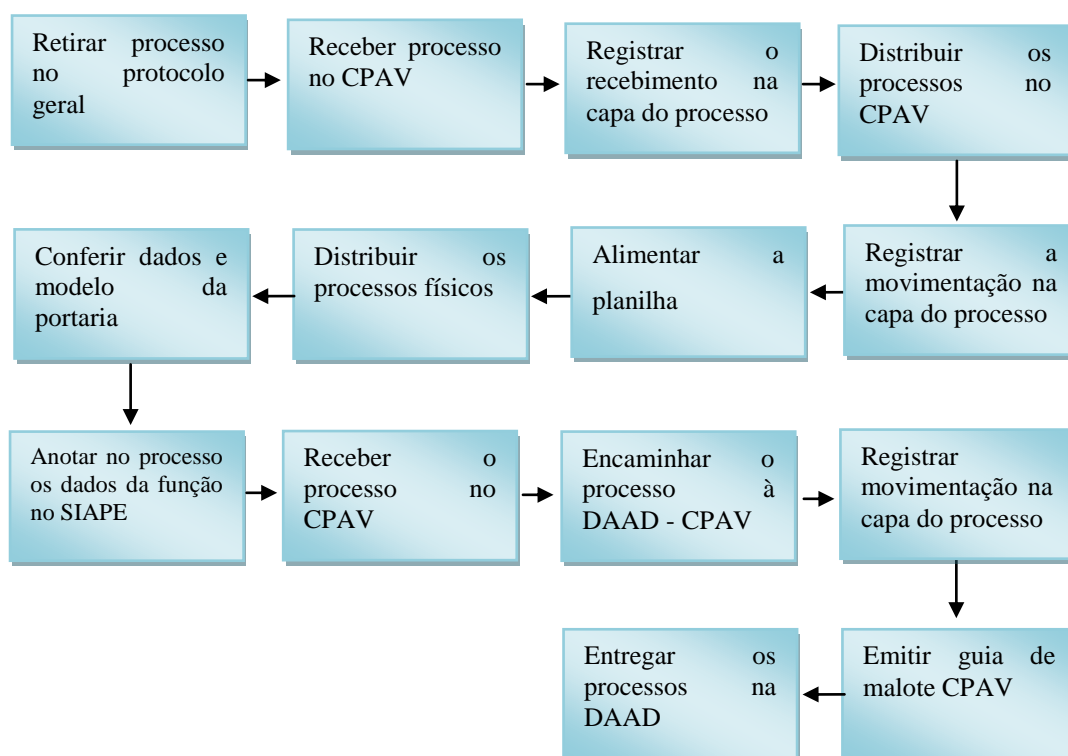 Retirar processo
no protocolo
geral
Receber processo
no CPAV
Registrar o
recebimento na
capa do processo
Distribuir os
processos no
CPAV
Registrar a
movimentação na
capa do processo
Alimentar a
planilha
Distribuir os
processos físicos
Conferir dados e
modelo da
portaria
Anotar no processo
os dados da função
no SIAPE
Receber o
processo no
CPAV
Encaminhar o
processo à
DAAD - CPAV
Registrar
movimentação na
capa do processo
Emitir guia de
malote CPAV
Entregar os
processos na
DAAD